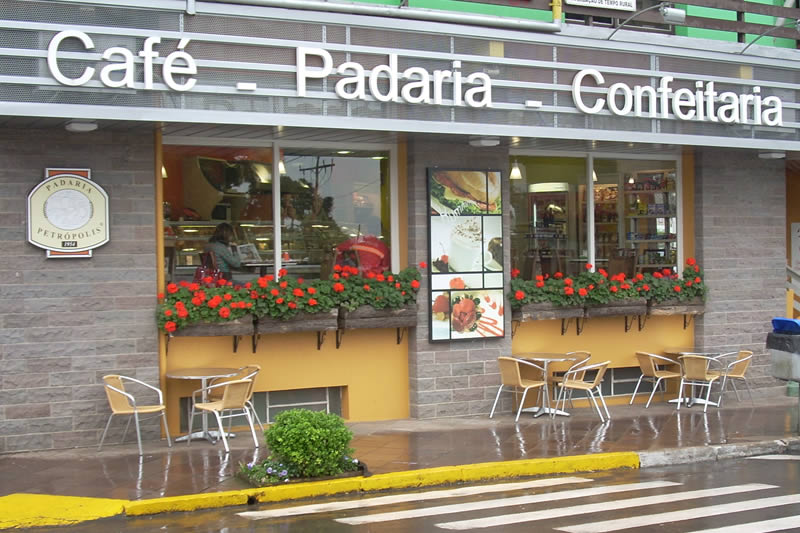 Café - Padaria - Confeitaria
PADARIA
PETRÓPOLIS
1954